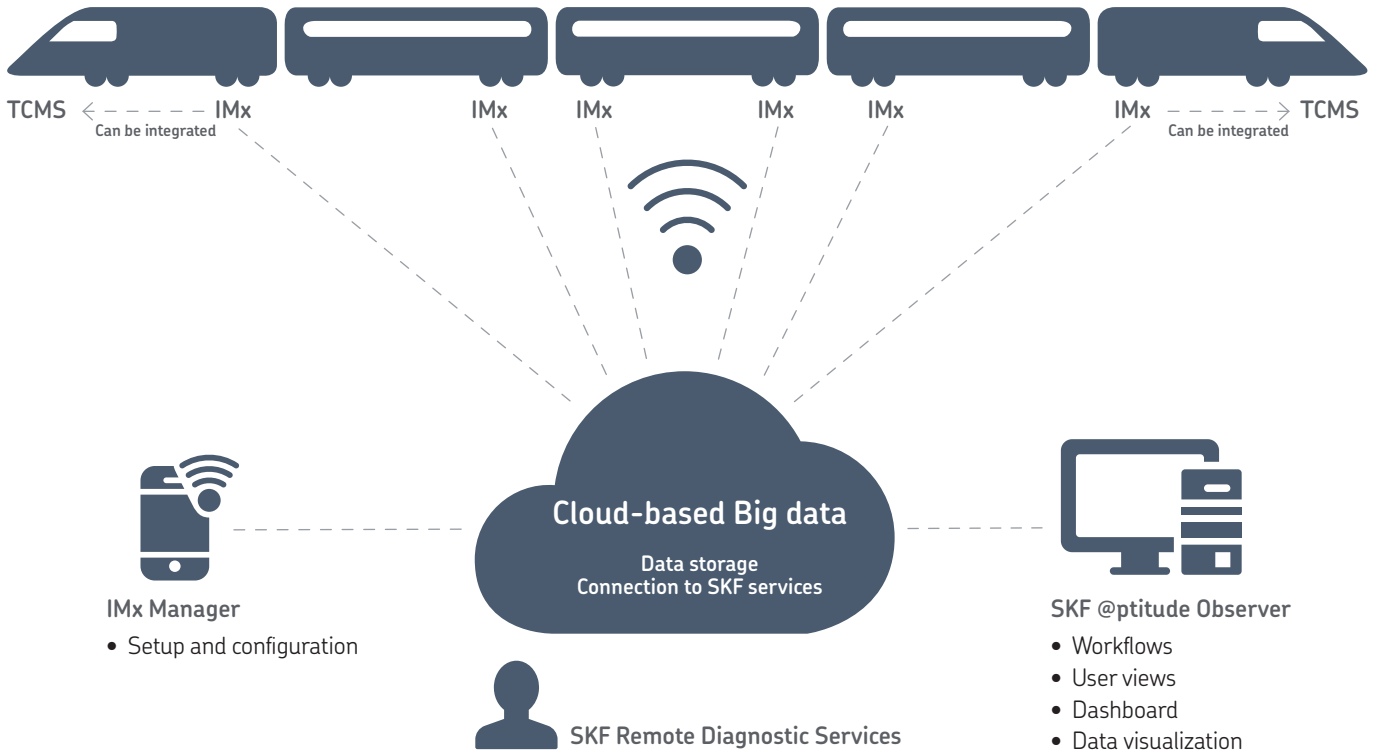 TCMS IMx IMx IMx IMx IMx IMx TCMS
Can be integrated Can be integrated
Cloud-based Big data
Data storage
Connection to SKF services
IMx Manager
• Setup and configuration
SKF @ptitude Observer
• Workflows
• User views
• Dashboard
• Data visualization
SKF Remote Diagnostic Services